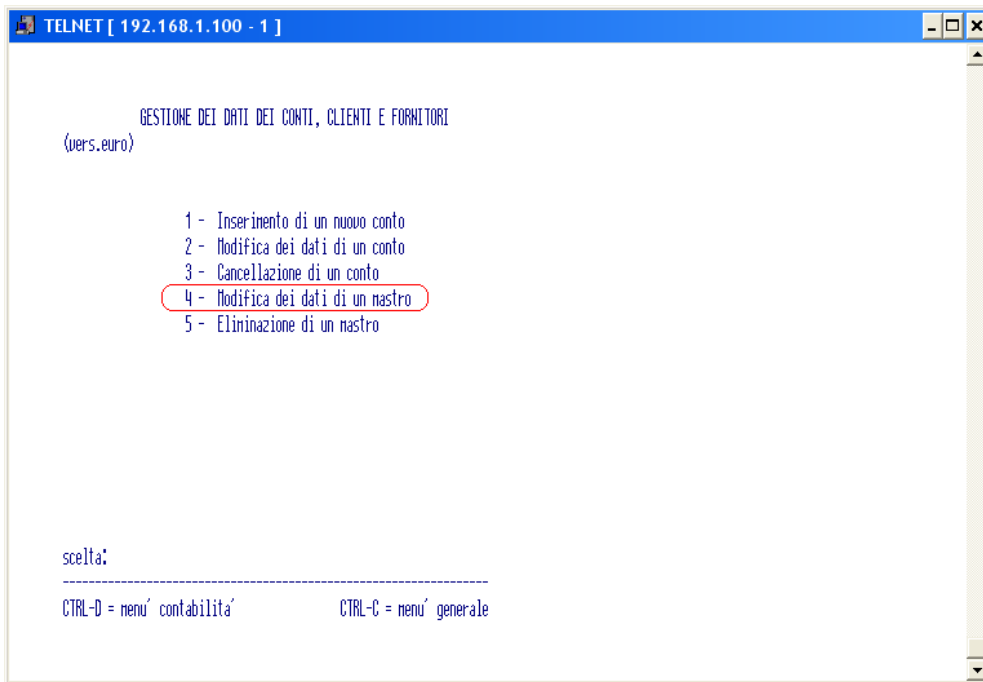 TELNET [ 192.168.1.100 - 1 ]
GESTIONE DEI DATI DEI CONTI, CLIENTI E FORNITORI
(vers.euro)
1 - Inserimento di un nuovo conto
2 - Modifica dei dati di un conto
3 - Cancellazione di un conto
4 - Modifica dei dati di un mastro
5 - Eliminazione di un mastro
scelta:
------------------------------------------------------------------
CTRL-D = menu´ contabilita´ CTRL-C = menu´ generale